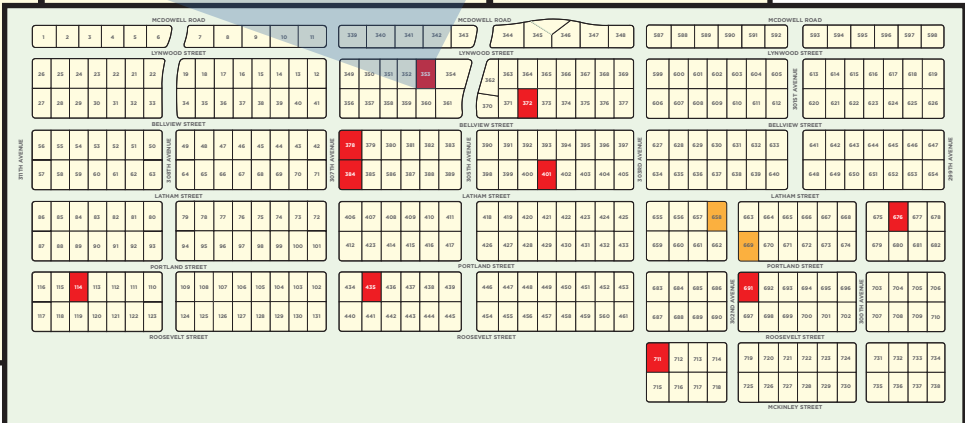 MCDOWELL ROAD MCDOWELL ROAD MCDOWELL ROAD
1 2 3 4 5 6 7 8 9 10 11 338 340 341 342 343 344 345 346 347 348 587 588 589 590 591 592 593 594 595 596 597 598
LYNWOOD STREET LYNWOOD STREET LYNWOOD STREET
26 25 24 23 22 21 22 19 18 17 16 15 14 13 12 349 350 351 352 353 354 362 363 364 365 366 367 368 369 599 600 601 602 603 604 605 613 614 615 616 617 618 619
27 28 29 30 31 32 33 34 35 36 37 38 39 40 41 356 357 358 359 360 361 370 371 372 373 374 375 376 377 606 607 608 609 610 611 612 620 621 622 623 624 625 626
301ST AVENUE
BELLVIEW STREET BELLVIEW STREET BELLVIEW STREET
56 55 54 53 52 51 50 49 48 47 46 45 44 43 42 378 379 380 381 382 383 390 391 392 393 394 395 396 397 627 628 629 630 631 632 633 641 642 643 644 645 646 647
311TH AVENUE 308TH AVENUE 307TH AVENUE 305TH AVENUE 303RD AVENUE 299TH AVENUE
57 58 59 60 61 62 63 64 65 66 67 68 69 70 71 384 385 386 387 388 389 398 399 400 401 402 403 404 405 634 635 636 637 638 639 640 648 649 650 651 652 653 654
LATHAM STREET LATHAM STREET LATHAM STREET
86 85 84 83 82 81 80 79 78 77 76 75 74 73 72 406 407 408 409 410 411 418 419 420 421 422 423 424 425 655 656 657 658 663 664 665 666 667 668 675 676 677 678
87 88 89 90 91 92 93 94 95 96 97 98 99 100 101 412 423 414 415 416 417 426 427 428 429 430 431 432 433 659 660 661 662 669 670 671 672 673 674 679 680 681 682
PORTLAND STREET PORTLAND STREET PORTLAND STREET
116 115 114 113 112 111 110 109 108 107 106 105 104 103 102 434 435 436 437 438 439 446 447 448 449 450 451 452 453 683 684 685 686 691 692 693 694 695 696 703 704 705 706
302ND AVENUE 300TH AVENUE
117 118 119 120 121 122 123 124 125 126 127 128 129 130 131 440 441 442 443 444 445 454 455 456 457 458 459 560 461 687 688 689 690 697 698 699 700 701 702 707 708 709 710
ROOSEVELT STREET ROOSEVELT STREET ROOSEVELT STREET
711 712 713 714 719 720 721 722 723 724 731 732 733 734
715 716 717 718 725 726 727 728 729 730 735 736 737 738
MCKINLEY STREET